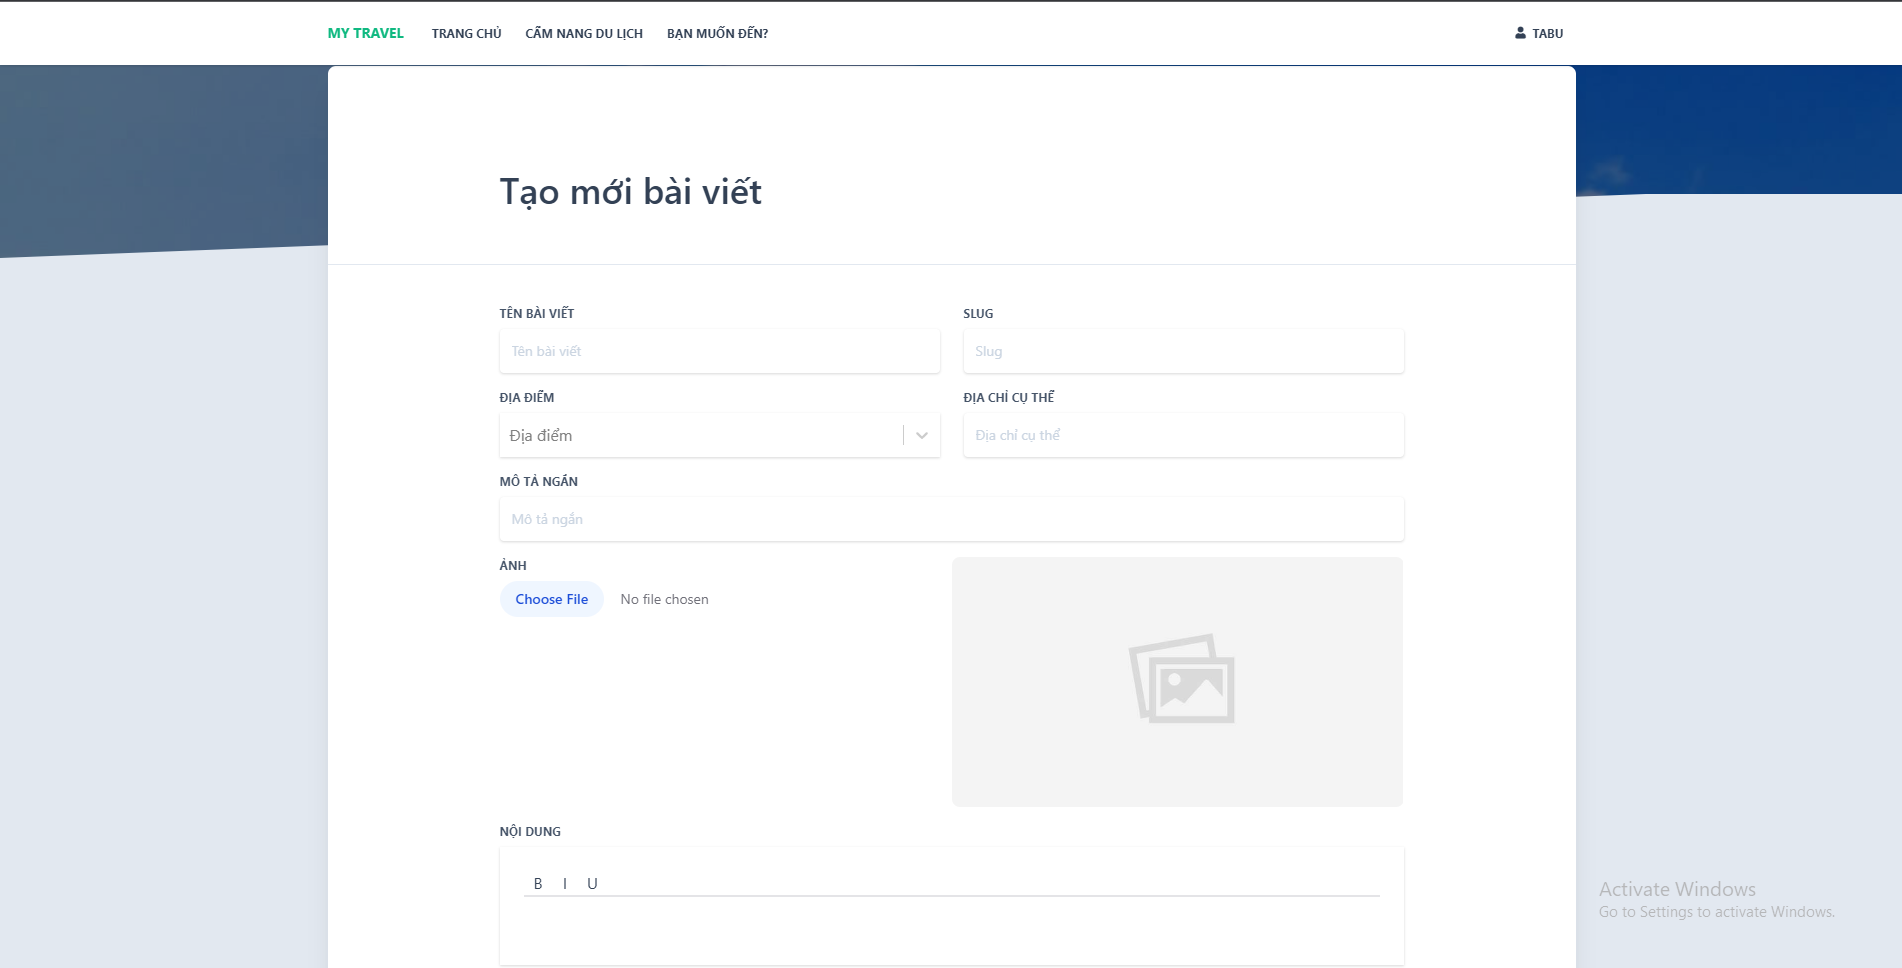 MY TRAVEL TRANG CHỦ CẨM NANG DU LỊCH BẠN MUỐN ĐẾN? TABU
Tạo mới bài viết
TÊN BÀI VIẾT SLUG
Tên bài viết Slug
ĐỊA ĐIỂM ĐỊA CHỈ CỤ THỂ
Địa điểm Địa chỉ cụ thể
MÔ TẢ NGẮN
Mô tả ngắn
ẢNH
Choose File No file chosen
NỘI DUNG
B I U
Activate Windows
Go to Settings to activate Windows.